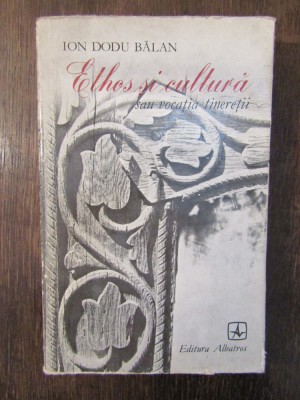 ION DODU BĂLAN
Ethos și cultură
sau vocația tinereții
Editura Albatros